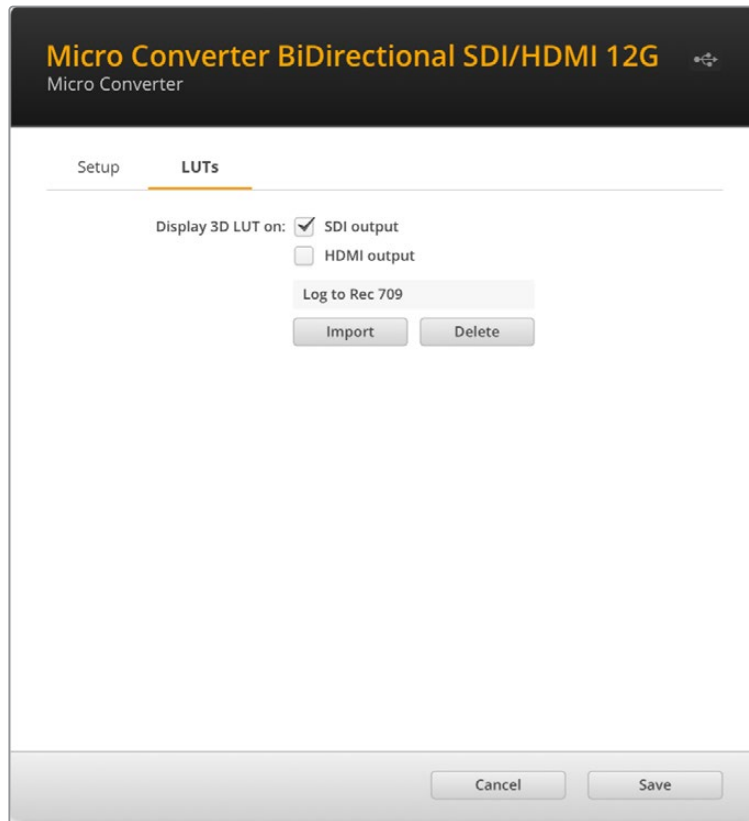 Micro Converter BiDirectional SDI/HDMI 12G
Micro Converter
Setup LUTs
Display 3D LUT on: SDI output
HDMI output
Log to Rec 709
Import Delete
Cancel Save